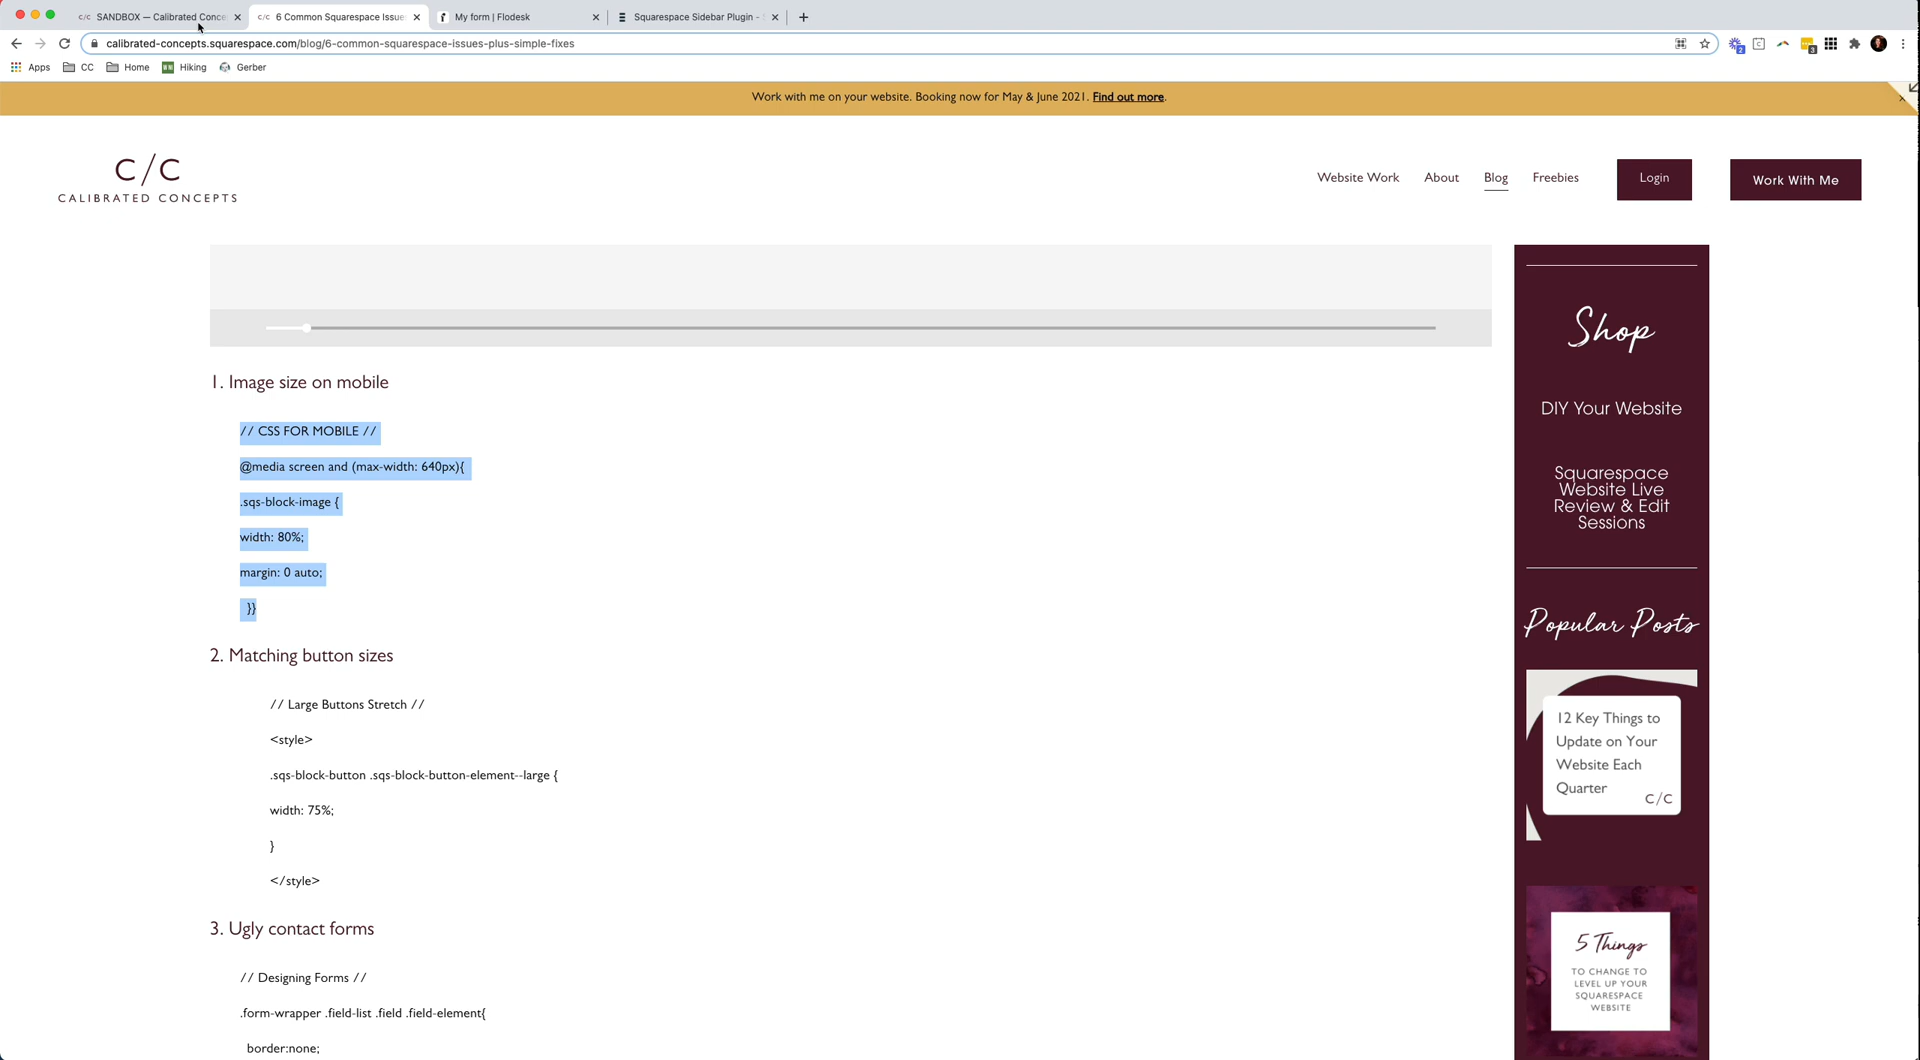 SANDBOX — Calibrated Conce
6 Common Squarespace Issue
My form | Flodesk
Squarespace Sidebar Plugin -
calibrated-concepts.squarespace.com/blog/6-common-squarespace-issues-plus-simple-fixes
Apps
CC
Home
Hiking
Gerber
Work with me on your website. Booking now for May & June 2021. Find out more.
C/C
CALIBRATED CONCEPTS
Website Work
About
Blog
Freebies
Login
Work With Me
1. Image size on mobile
// CSS FOR MOBILE //
@media screen and (max-width: 640px){
.sqs-block-image {
width: 80%;
margin: 0 auto;
}}
2. Matching button sizes
// Large Buttons Stretch //
<style>
.sqs-block-button .sqs-block-button-element--large {
width: 75%;
}
</style>
3. Ugly contact forms
// Designing Forms //
.form-wrapper .field-list .field .field-element{
border:none;
Shop
DIY Your Website
Squarespace
Website Live
Review & Edit
Sessions
Popular Posts
12 Key Things to
Update on Your
Website Each
Quarter
C/C
5 Things
TO CHANGE TO
LEVEL UP YOUR
SQUARESPACE
WEBSITE